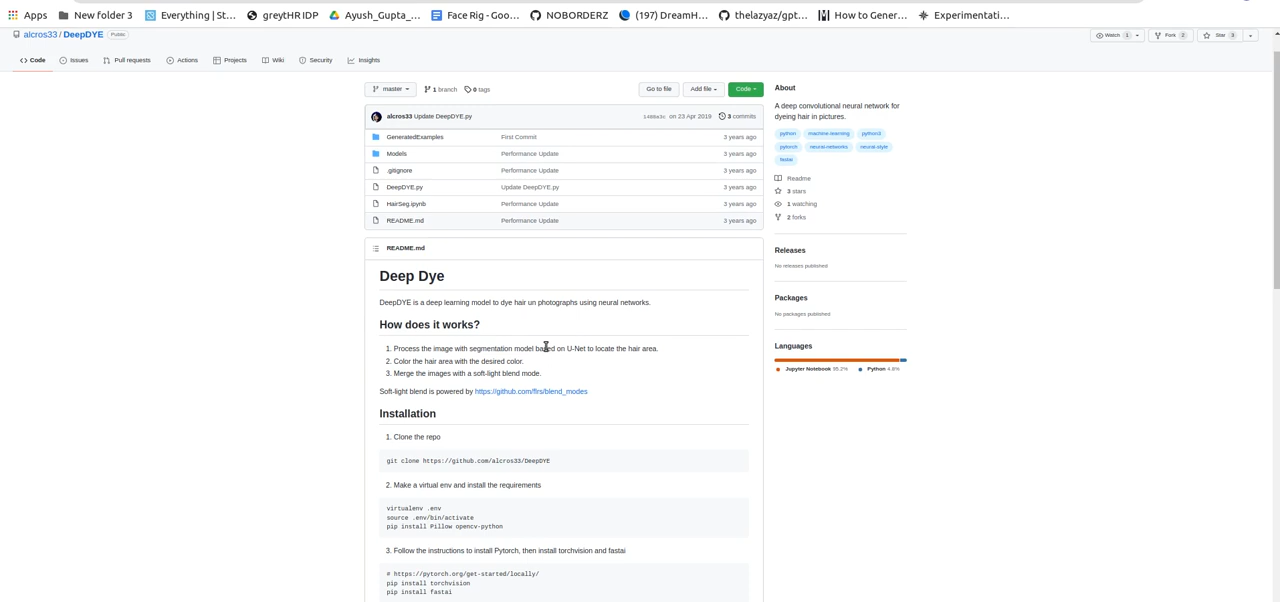 Apps New folder 3 Everything | St... greytHR IDP Ayush_Gupta_... Face Rig - Goo... NOBORDERZ (197) DreamH... thelazyaz/gpt... How to Gener... Experimentati...
alcros33 / DeepDYE Public
Watch 1 Fork 2 Star 3
Code Issues Pull requests Actions Projects Wiki Security Insights
master 1 branch 0 tags Go to file Add file Code
alcros33 Update DeepDYE.py on 23 Apr 2019 3 commits
GeneratedExamples First Commit 3 years ago
Models Performance Update 3 years ago
.gitignore Performance Update 3 years ago
DeepDYE.py Update DeepDYE.py 3 years ago
HairSeg.ipynb Performance Update 3 years ago
README.md Performance Update 3 years ago
README.md
Deep Dye
DeepDYE is a deep learning model to dye hair un photographs using neural networks.
How does it works?
1. Process the image with segmentation model based on U-Net to locate the hair area.
2. Color the hair area with the desired color.
3. Merge the images with a soft-light blend mode.
Soft-light blend is powered by https://github.com/flrs/blend_modes
Installation
1. Clone the repo
git clone https://github.com/alcros33/DeepDYE
2. Make a virtual env and install the requirements
virtualenv .env
source .env/bin/activate
pip install Pillow opencv-python
3. Follow the instructions to install Pytorch, then install torchvision and fastai
# https://pytorch.org/get-started/locally/
pip install torchvision
pip install fastai
About
A deep convolutional neural network for
dyeing hair in pictures.
python machine-learning python3
pytorch neural-networks neural-style
fastai
Readme
3 stars
1 watching
2 forks
Releases
No releases published
Packages
No packages published
Languages
Jupyter Notebook 95.2% Python 4.8%